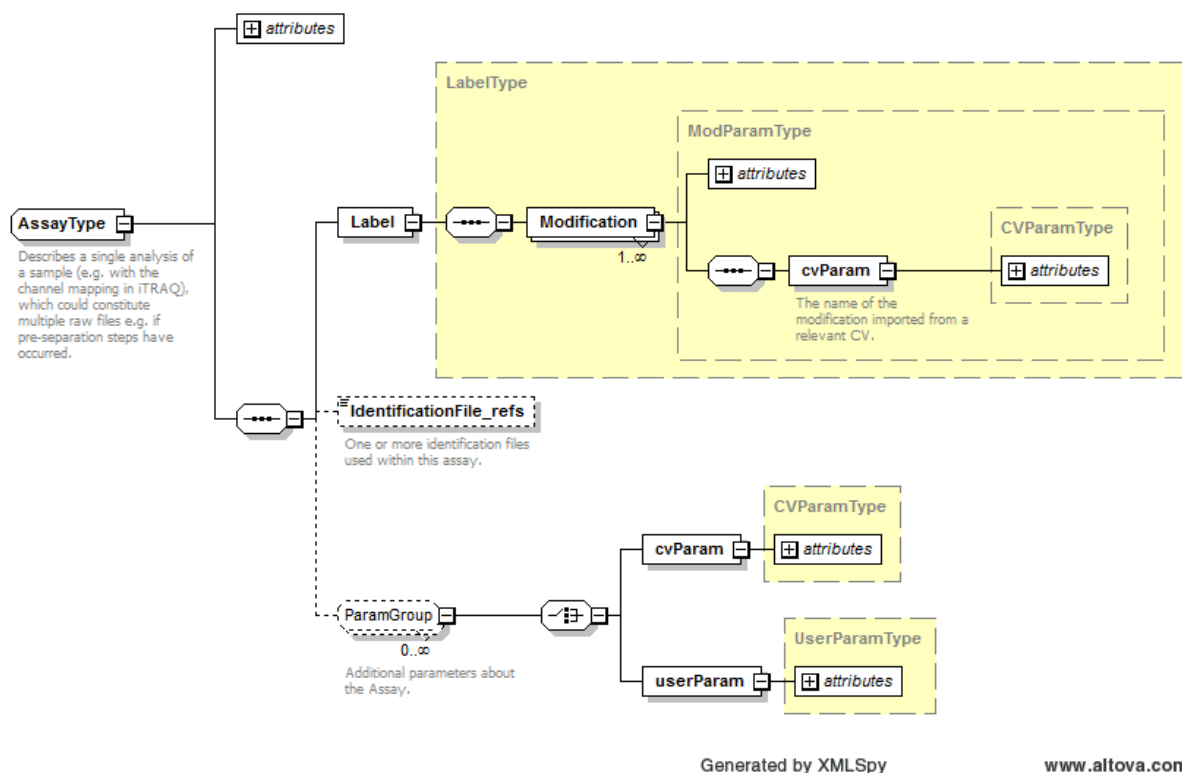 attributes
LabelType
ModParamType
attributes
AssayType
Label
Modification
CVParamType
1..∞
cvParam
attributes
Describes a single analysis of
a sample (e.g. with the
channel mapping in iTRAQ),
which could constitute
multiple raw files e.g. if
pre-separation steps have
occurred.
The name of the
modification imported from a
relevant CV.
IdentificationFile_refs
One or more identification files
used within this assay.
CVParamType
cvParam
attributes
ParamGroup
0..∞
Additional parameters about
the Assay.
UserParamType
userParam
attributes
Generated by XMLSpy
www.altova.com